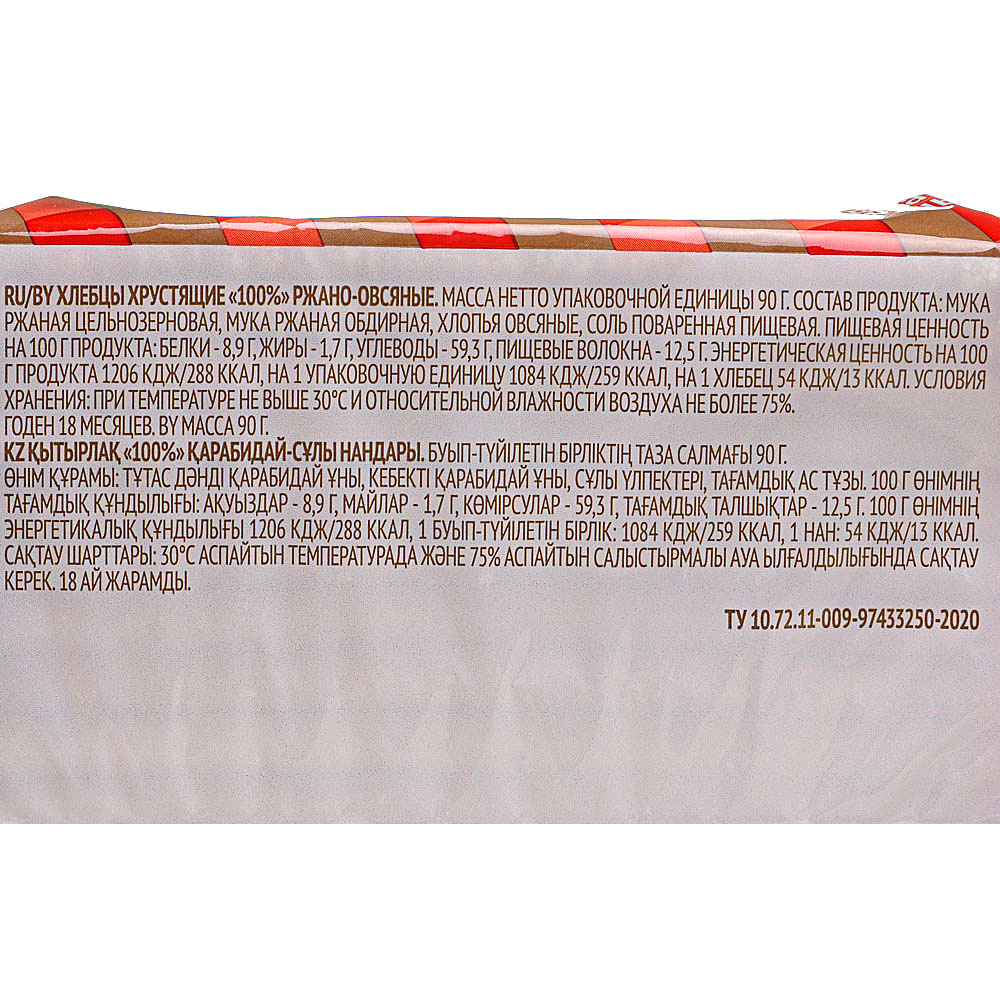 RU/BY ХЛЕБЦЫ ХРУСТЯЩИЕ «100%» РЖАНО-ОВСЯНЫЕ. МАССА НЕТТО УПАКОВОЧНОЙ ЕДИНИЦЫ 90 Г. СОСТАВ ПРОДУКТА: МУКА
РЖАНАЯ ЦЕЛЬНОЗЕРНОВАЯ, МУКА РЖАНАЯ ОБДИРНАЯ, ХЛОПЬЯ ОВСЯНЫЕ, СОЛЬ ПОВАРЕННАЯ ПИЩЕВАЯ. ПИЩЕВАЯ ЦЕННОСТЬ
НА 100 Г ПРОДУКТА: БЕЛКИ - 8,9 Г, ЖИРЫ - 1,7 Г, УГЛЕВОДЫ - 59,3 Г, ПИЩЕВЫЕ ВОЛОКНА - 12,5 Г. ЭНЕРГЕТИЧЕСКАЯ ЦЕННОСТЬ НА 100
Г ПРОДУКТА 1206 КДЖ/288 ККАЛ, НА 1 УПАКОВОЧНУЮ ЕДИНИЦУ 1084 КДЖ/259 ККАЛ, НА 1 ХЛЕБЕЦ 54 КДЖ/13 ККАЛ. УСЛОВИЯ
ХРАНЕНИЯ: ПРИ ТЕМПЕРАТУРЕ НЕ ВЫШЕ 30°С И ОТНОСИТЕЛЬНОЙ ВЛАЖНОСТИ ВОЗДУХА НЕ БОЛЕЕ 75%.
ГОДЕН 18 МЕСЯЦЕВ. BY МАССА 90 Г.
KZ ҚЫТЫРЛАҚ «100%» ҚАРАБИДАЙ-СҰЛЫ НАНДАРЫ. БУЫП-ТҮЙІЛЕТІН БІРЛІКТІҢ ТАЗА САЛМАҒЫ 90 Г.
ӨНІМ ҚҰРАМЫ: ТҰТАС ДӘНДІ ҚАРАБИДАЙ ҰНЫ, КЕБЕКТІ ҚАРАБИДАЙ ҰНЫ, СҰЛЫ ҮЛПЕКТЕРІ, ТАҒАМДЫҚ АС ТҰЗЫ. 100 Г ӨНІМНІҢ
ТАҒАМДЫҚ ҚҰНДЫЛЫҒЫ: АҚУЫЗДАР - 8,9 Г, МАЙЛАР - 1,7 Г, КӨМІРСУЛАР - 59,3 Г, ТАҒАМДЫҚ ТАЛШЫҚТАР - 12,5 Г. 100 Г ӨНІМНІҢ
ЭНЕРГЕТИКАЛЫҚ ҚҰНДЫЛЫҒЫ 1206 КДЖ/288 ККАЛ, 1 БУЫП-ТҮЙІЛЕТІН БІРЛІК: 1084 КДЖ/259 ККАЛ, 1 НАН: 54 КДЖ/13 ККАЛ.
САҚТАУ ШАРТТАРЫ: 30°С АСПАЙТЫН ТЕМПЕРАТУРАДА ЖӘНЕ 75% АСПАЙТЫН САЛЫСТЫРМАЛЫ АУА ЫЛҒАЛДЫЛЫҒЫНДА САҚТАУ
КЕРЕК. 18 АЙ ЖАРАМДЫ.
ТУ 10.72.11-009-97433250-2020